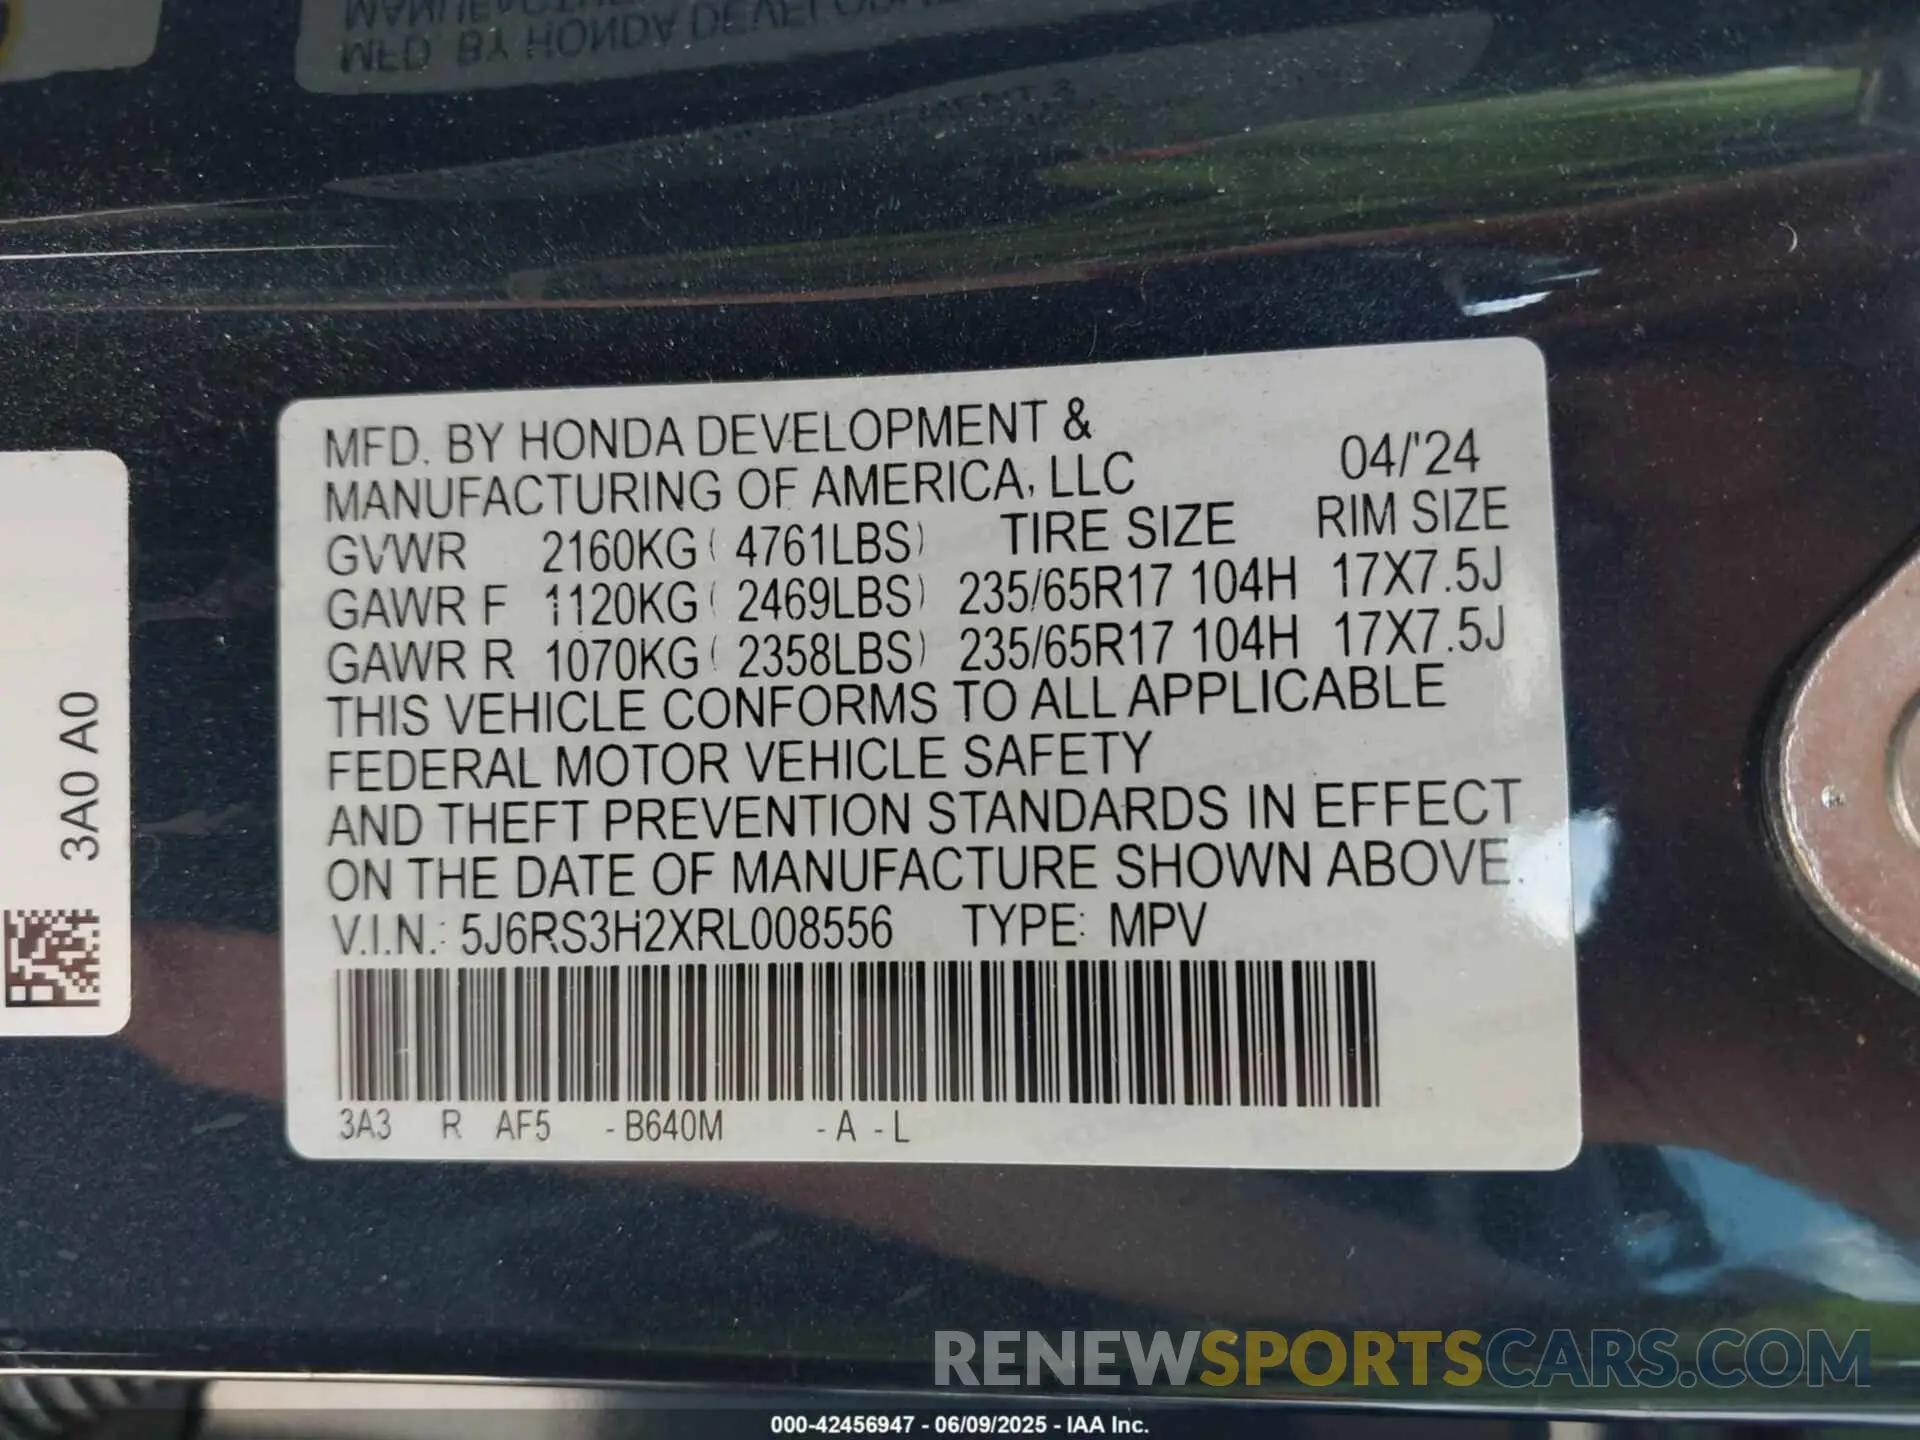 MFD. BY HONDA DEVELOPMENT &
MANUFACTURING OF AMERICA, LLC 04/'24
GVWR 2160KG ( 4761LBS) TIRE SIZE RIM SIZE
GAWR F 1120KG ( 2469LBS) 235/65R17 104H 17X7.5J
GAWR R 1070KG ( 2358LBS) 235/65R17 104H 17X7.5J
THIS VEHICLE CONFORMS TO ALL APPLICABLE
FEDERAL MOTOR VEHICLE SAFETY
AND THEFT PREVENTION STANDARDS IN EFFECT
ON THE DATE OF MANUFACTURE SHOWN ABOVE.
V.I.N.: 5J6RS3H2XRL008556 TYPE: MPV
3A3 R AF5 -B640M -A -L
3A0 A0
RENEWSPORTSCARS.COM
000-42456947 - 06/09/2025 - IAA Inc.